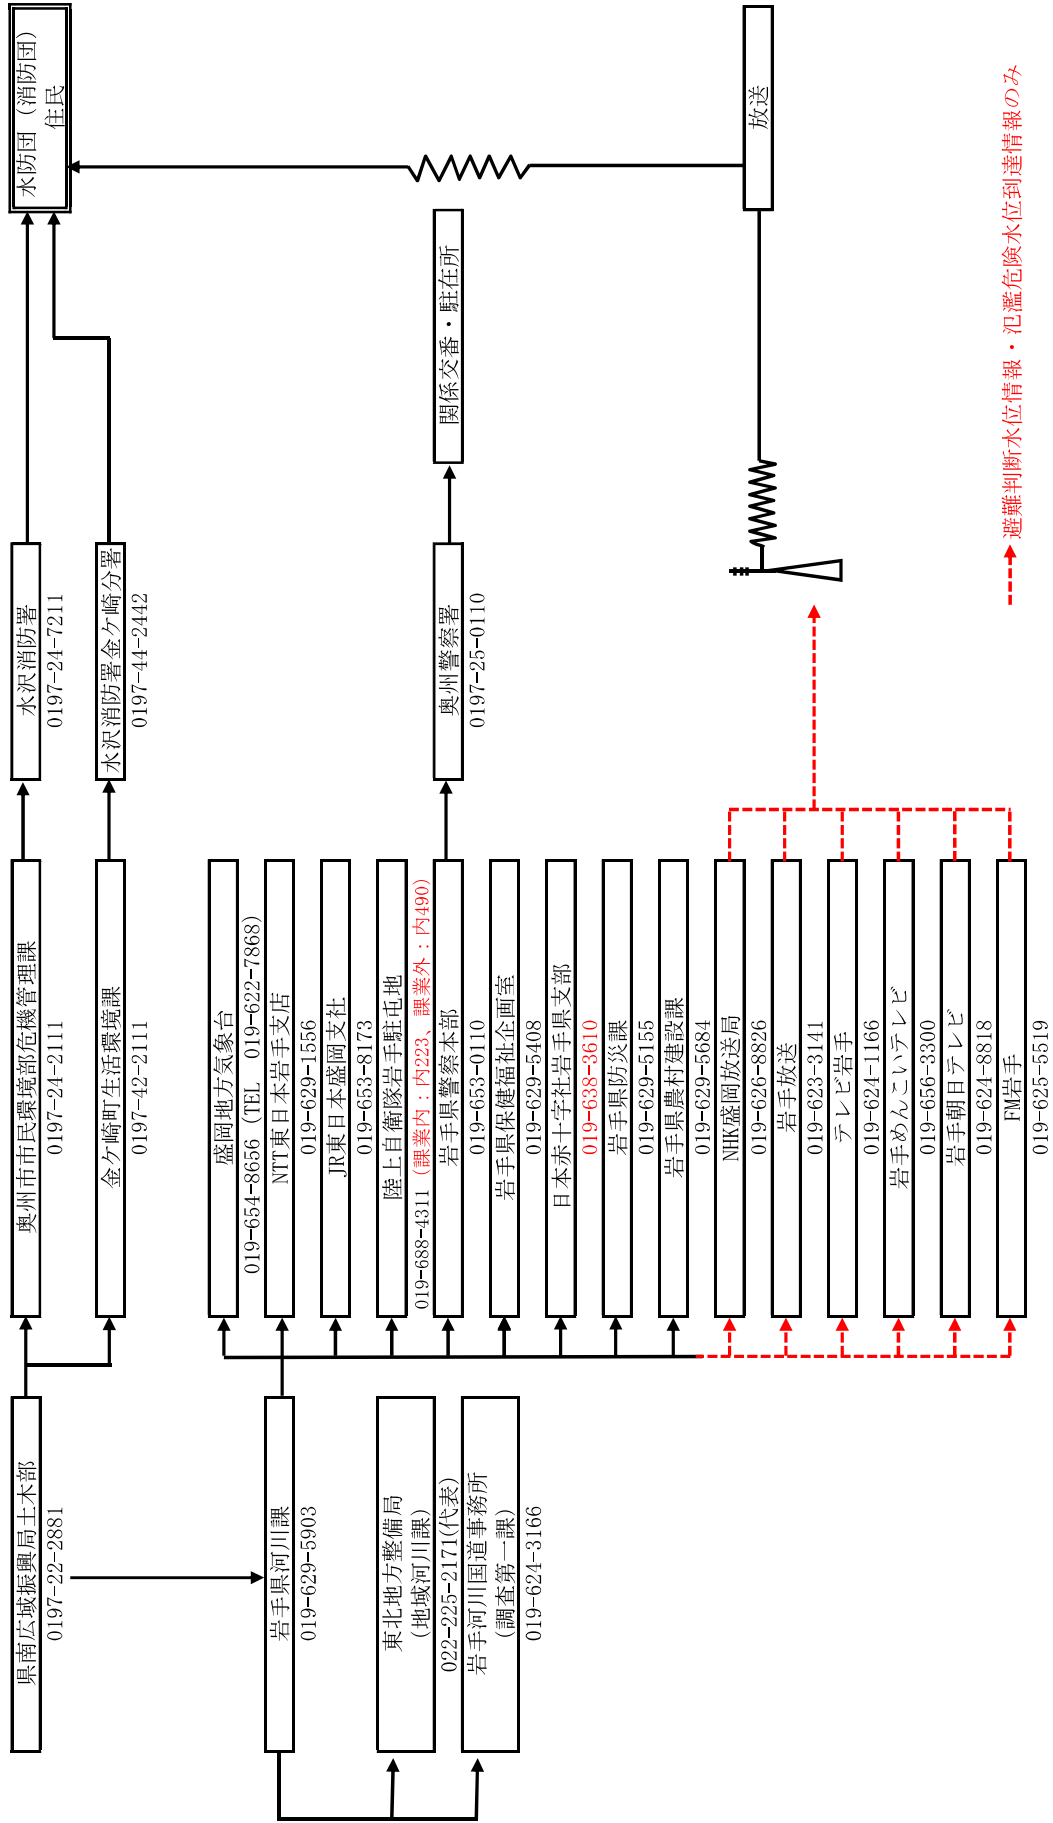 県南広域振興局土木部
0197-22-2881
岩手県河川課
019-629-5903
東北地方整備局
(地域河川課)
022-225-2171(代表)
岩手河川国道事務所
(調査第一課)
019-624-3166
奥州市市民環境部危機管理課
0197-24-2111
金ケ崎町生活環境課
0197-42-2111
盛岡地方気象台
019-654-8656 (TEL 019-622-7868)
NTT東日本岩手支店
019-629-1556
JR東日本盛岡支社
019-653-8173
陸上自衛隊岩手駐屯地
019-688-4311 (課業内：内223、課業外：内490)
岩手県警察本部
019-653-0110
岩手県保健福祉企画室
019-629-5408
日本赤十字社岩手県支部
019-638-3610
岩手県防災課
019-629-5155
岩手県農村建設課
019-629-5684
NHK盛岡放送局
019-626-8826
岩手放送
019-623-3141
テレビ岩手
019-624-1166
岩手めんこいテレビ
019-656-3300
岩手朝日テレビ
019-624-8818
FM岩手
019-625-5519
水沢消防署
0197-24-7211
水沢消防署金ケ崎分署
0197-44-2442
奥州警察署
0197-25-0110
関係交番・駐在所
水防団（消防団）
住民
放送
避難判断水位情報・氾濫危険水位到達情報のみ